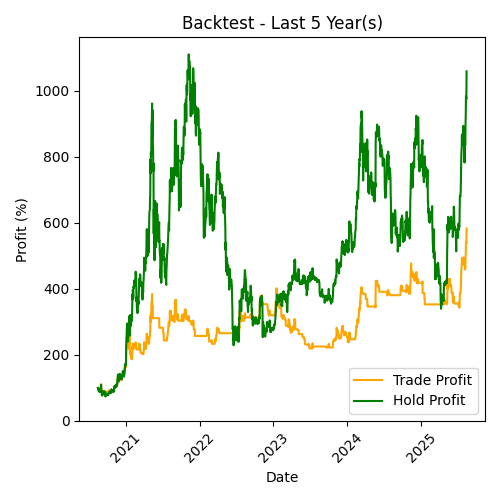 Backtest - Last 5 Year(s)
Profit (%)
1000
800
600
400
200
0
2021
2022
2023
2024
2025
Date
Trade Profit
Hold Profit